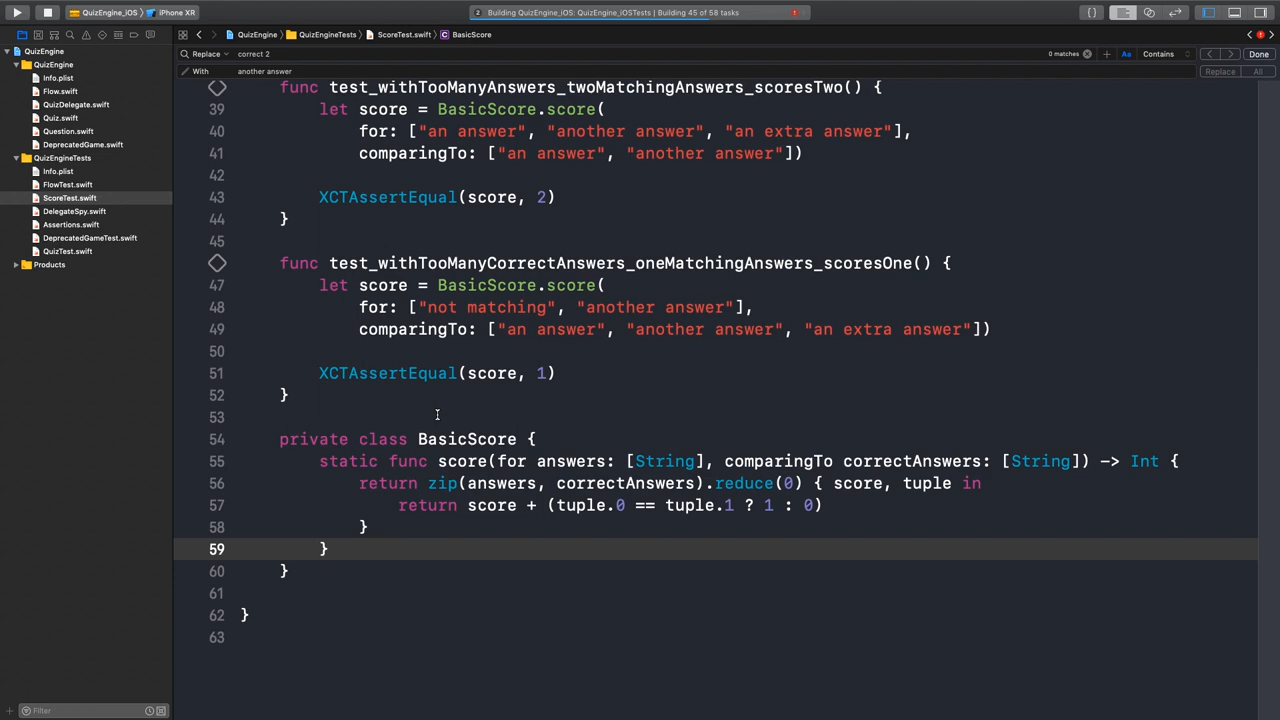 QuizEngine_iOS
iPhone XR
Building QuizEngine_iOS: QuizEngine_iOSTests | Building 45 of 58 tasks
QuizEngine
QuizEngineTests
ScoreTest.swift
BasicScore
Replace
correct 2
0 matches
Aa
Contains
Done
With
another answer
Replace
All
QuizEngine
QuizEngine
Info.plist
Flow.swift
QuizDelegate.swift
Quiz.swift
Question.swift
DeprecatedGame.swift
QuizEngineTests
Info.plist
FlowTest.swift
ScoreTest.swift
DelegateSpy.swift
Assertions.swift
DeprecatedGameTest.swift
QuizTest.swift
Products
Filter
func test_withTooManyAnswers_twoMatchingAnswers_scoresTwo() {
39 let score = BasicScore.score(
40 for: ["an answer", "another answer", "an extra answer"],
41 comparingTo: ["an answer", "another answer"])
42
43 XCTAssertEqual(score, 2)
44 }
45
func test_withTooManyCorrectAnswers_oneMatchingAnswers_scoresOne() {
47 let score = BasicScore.score(
48 for: ["not matching", "another answer"],
49 comparingTo: ["an answer", "another answer", "an extra answer"])
50
51 XCTAssertEqual(score, 1)
52 }
53
54 private class BasicScore {
55 static func score(for answers: [String], comparingTo correctAnswers: [String]) -> Int {
56 return zip(answers, correctAnswers).reduce(0) { score, tuple in
57 return score + (tuple.0 == tuple.1 ? 1 : 0)
58 }
59 }
60 }
61
62 }
63